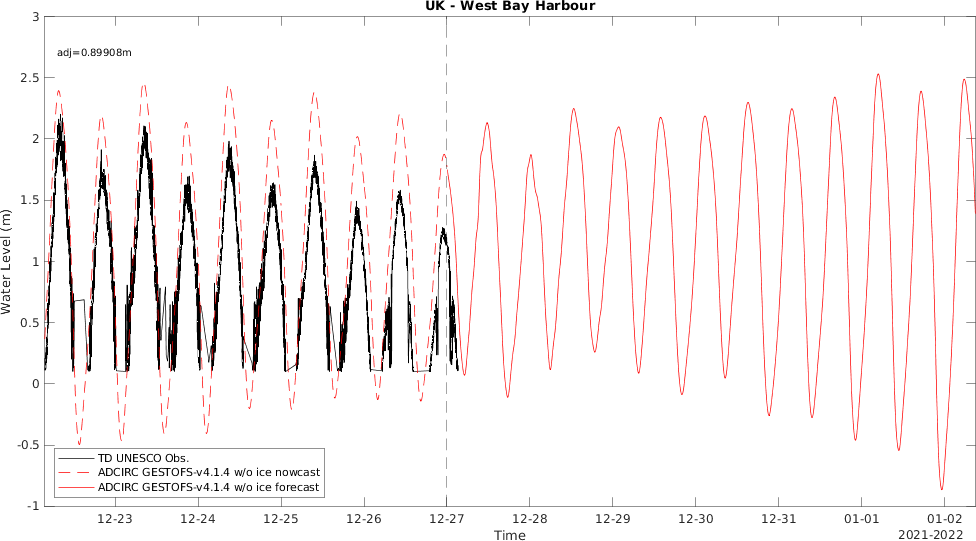 UK - West Bay Harbour
adj=0.89908m
Water Level (m)
3
2.5
2
1.5
1
0.5
0
-0.5
-1
TD UNESCO Obs.
ADCIRC GESTOFS-v4.1.4 w/o ice nowcast
ADCIRC GESTOFS-v4.1.4 w/o ice forecast
12-23 12-24 12-25 12-26 12-27 12-28 12-29 12-30 12-31 01-01 01-02
Time
2021-2022